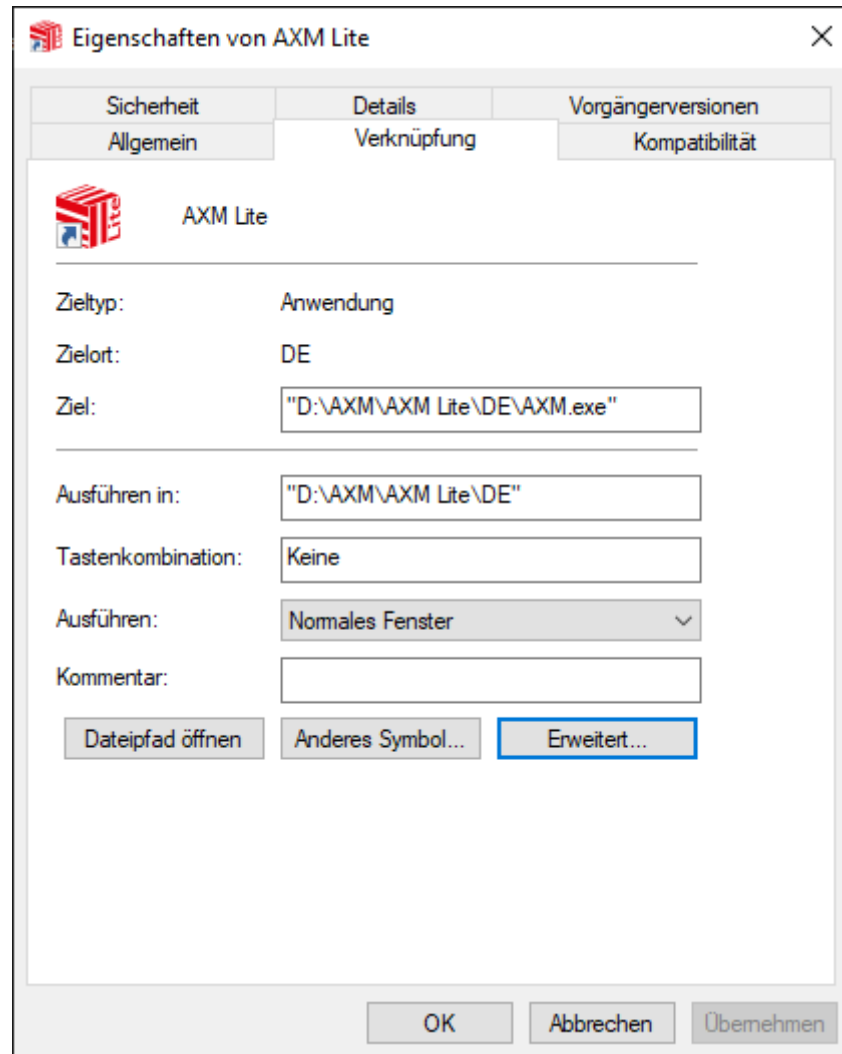 Eigenschaften von AXM Lite
Sicherheit Details Vorgängerversionen
Allgemein Verknüpfung Kompatibilität
Lite AXM Lite
Zieltyp: Anwendung
Zielort: DE
Ziel: "D:\AXM\AXM Lite\DE\AXM.exe"
Ausführen in: "D:\AXM\AXM Lite\DE"
Tastenkombination: Keine
Ausführen: Normales Fenster
Kommentar:
Dateipfad öffnen Anderes Symbol... Erweitert...
OK Abbrechen Übernehmen